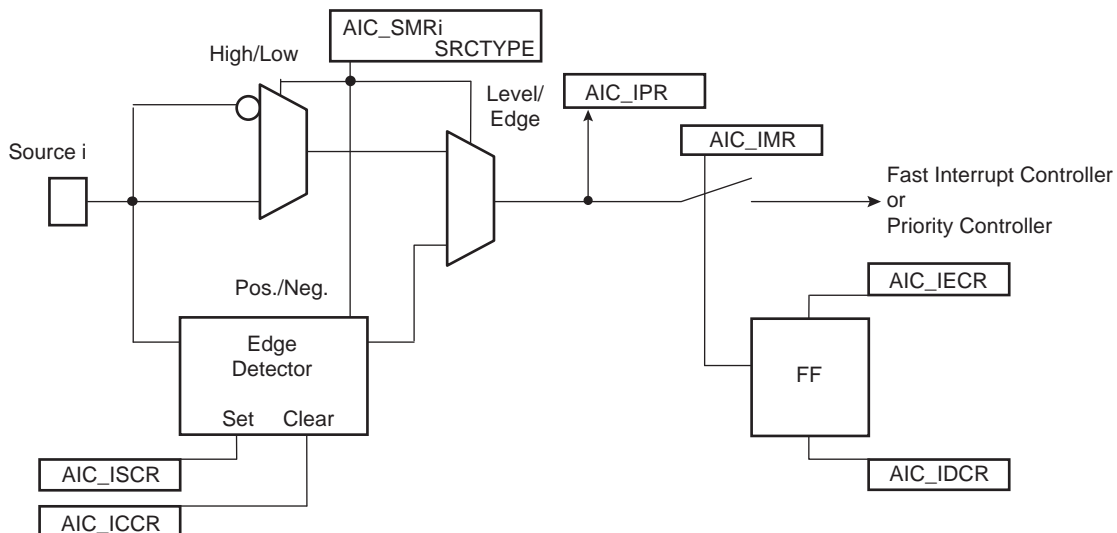 AIC_SMRi
SRCTYPE
High/Low
Level/
Edge
AIC_IPR
AIC_IMR
Source i
Fast Interrupt Controller
or
Priority Controller
Pos./Neg.
AIC_IECR
Edge
Detector
FF
Set Clear
AIC_ISCR
AIC_IDCR
AIC_ICCR